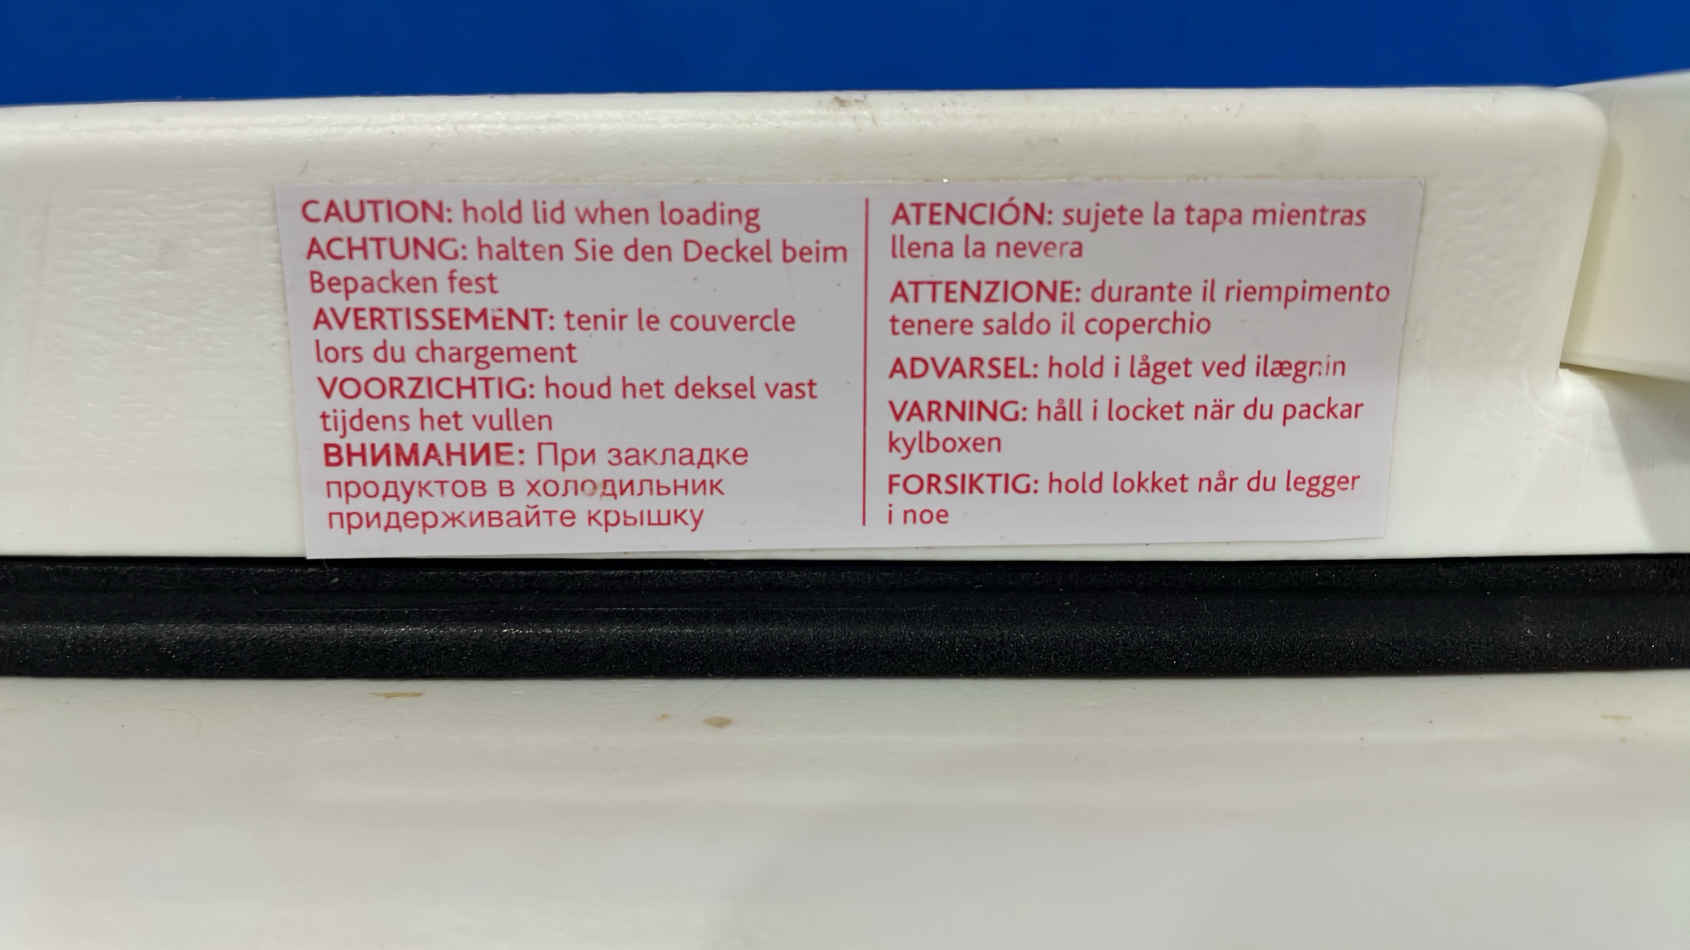 CAUTION: hold lid when loading
ACHTUNG: halten Sie den Deckel beim
Bepacken fest
AVERTISSEMENT: tenir le couvercle
lors du chargement
VOORZICHTIG: houd het deksel vast
tijdens het vullen
ВНИМАНИЕ: При закладке
продуктов в холодильник
придерживайте крышку
ATENCIÓN: sujete la tapa mientras
llena la nevera
ATTENZIONE: durante il riempimento
tenere saldo il coperchio
ADVARSEL: hold i låget ved ilægnin
VARNING: håll i locket när du packar
kylboxen
FORSIKTIG: hold lokket når du legger
i noe